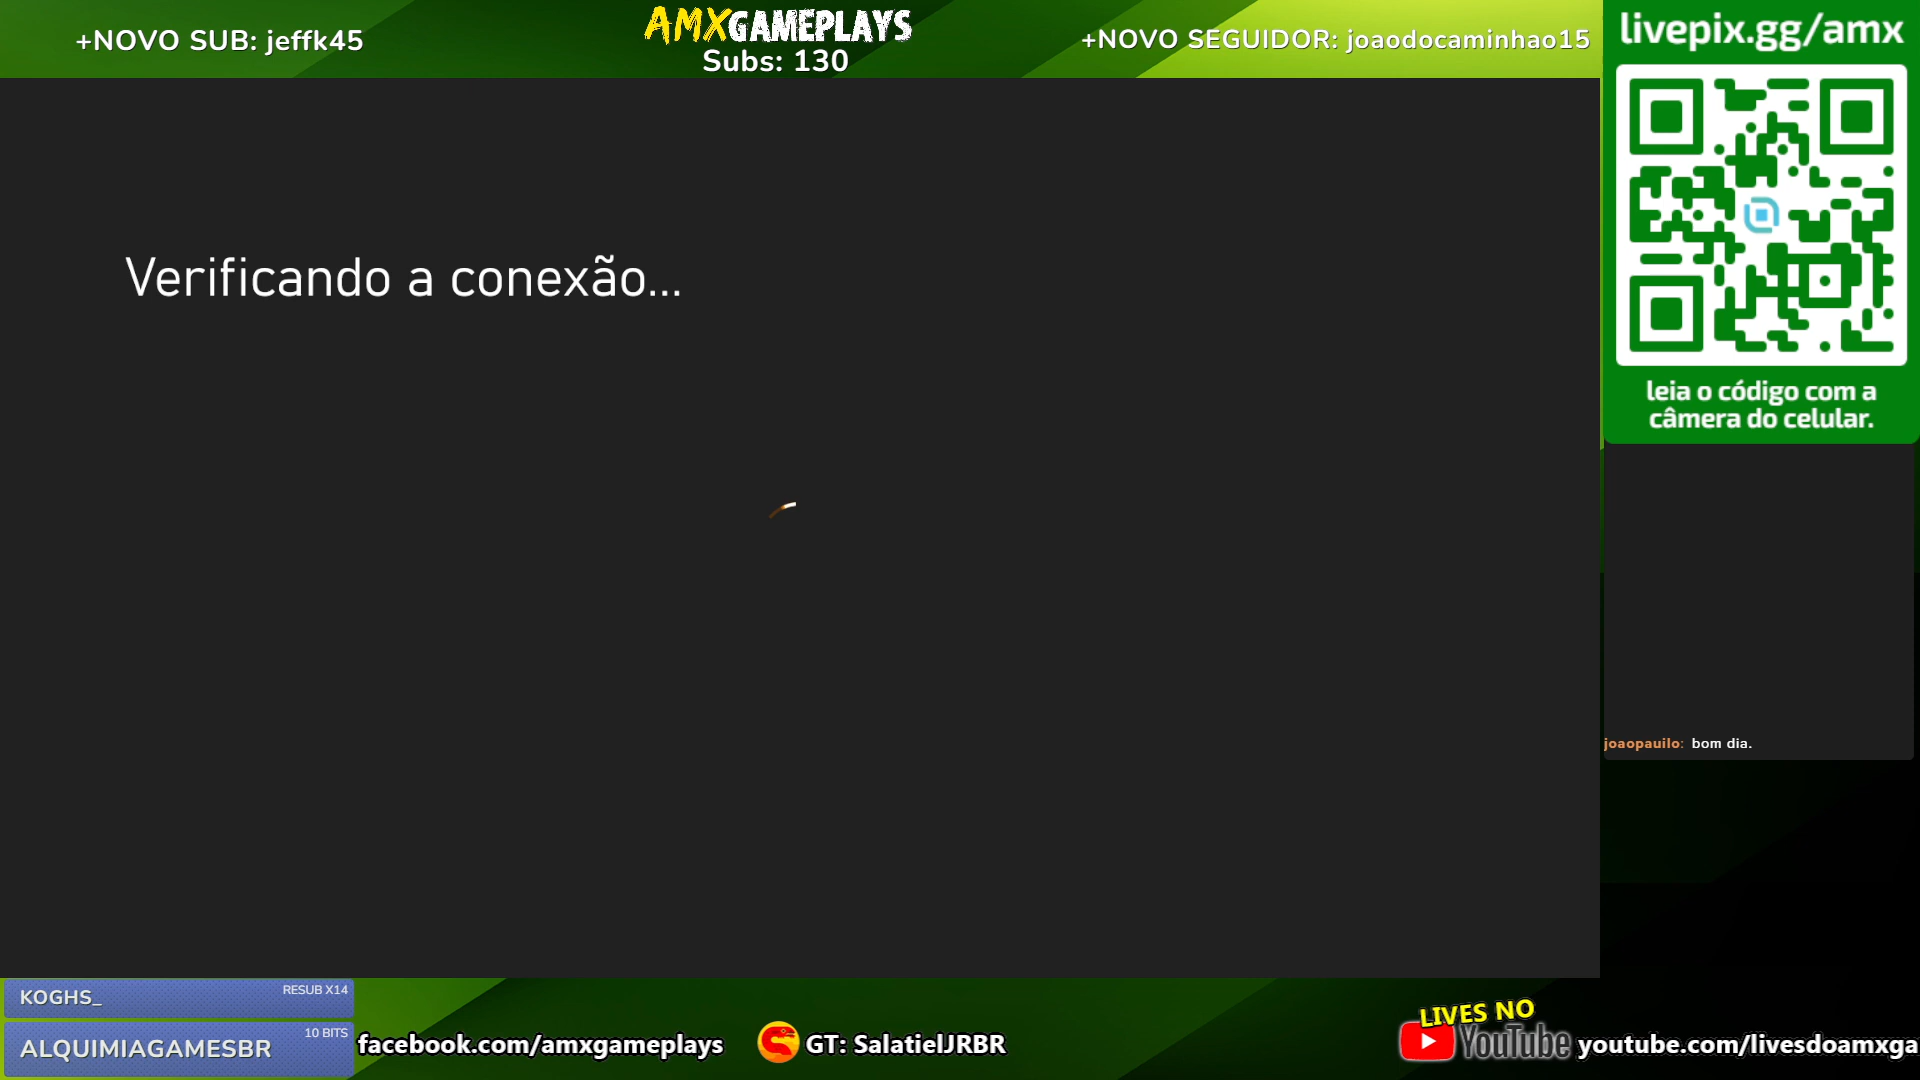 +NOVO SUB: jeffk45
AMXGAMEPLAYS
Subs: 130
+NOVO SEGUIDOR: joaodocaminhao15
livepix.gg/amx
leia o código com a
câmera do celular.
Verificando a conexão...
joaopauilo: bom dia.
KOGHS_
RESUB X14
ALQUIMIAGAMESBR
10 BITS
facebook.com/amxgameplays
GT: SalatielJRBR
LIVES NO
YouTube
youtube.com/livesdoamxga